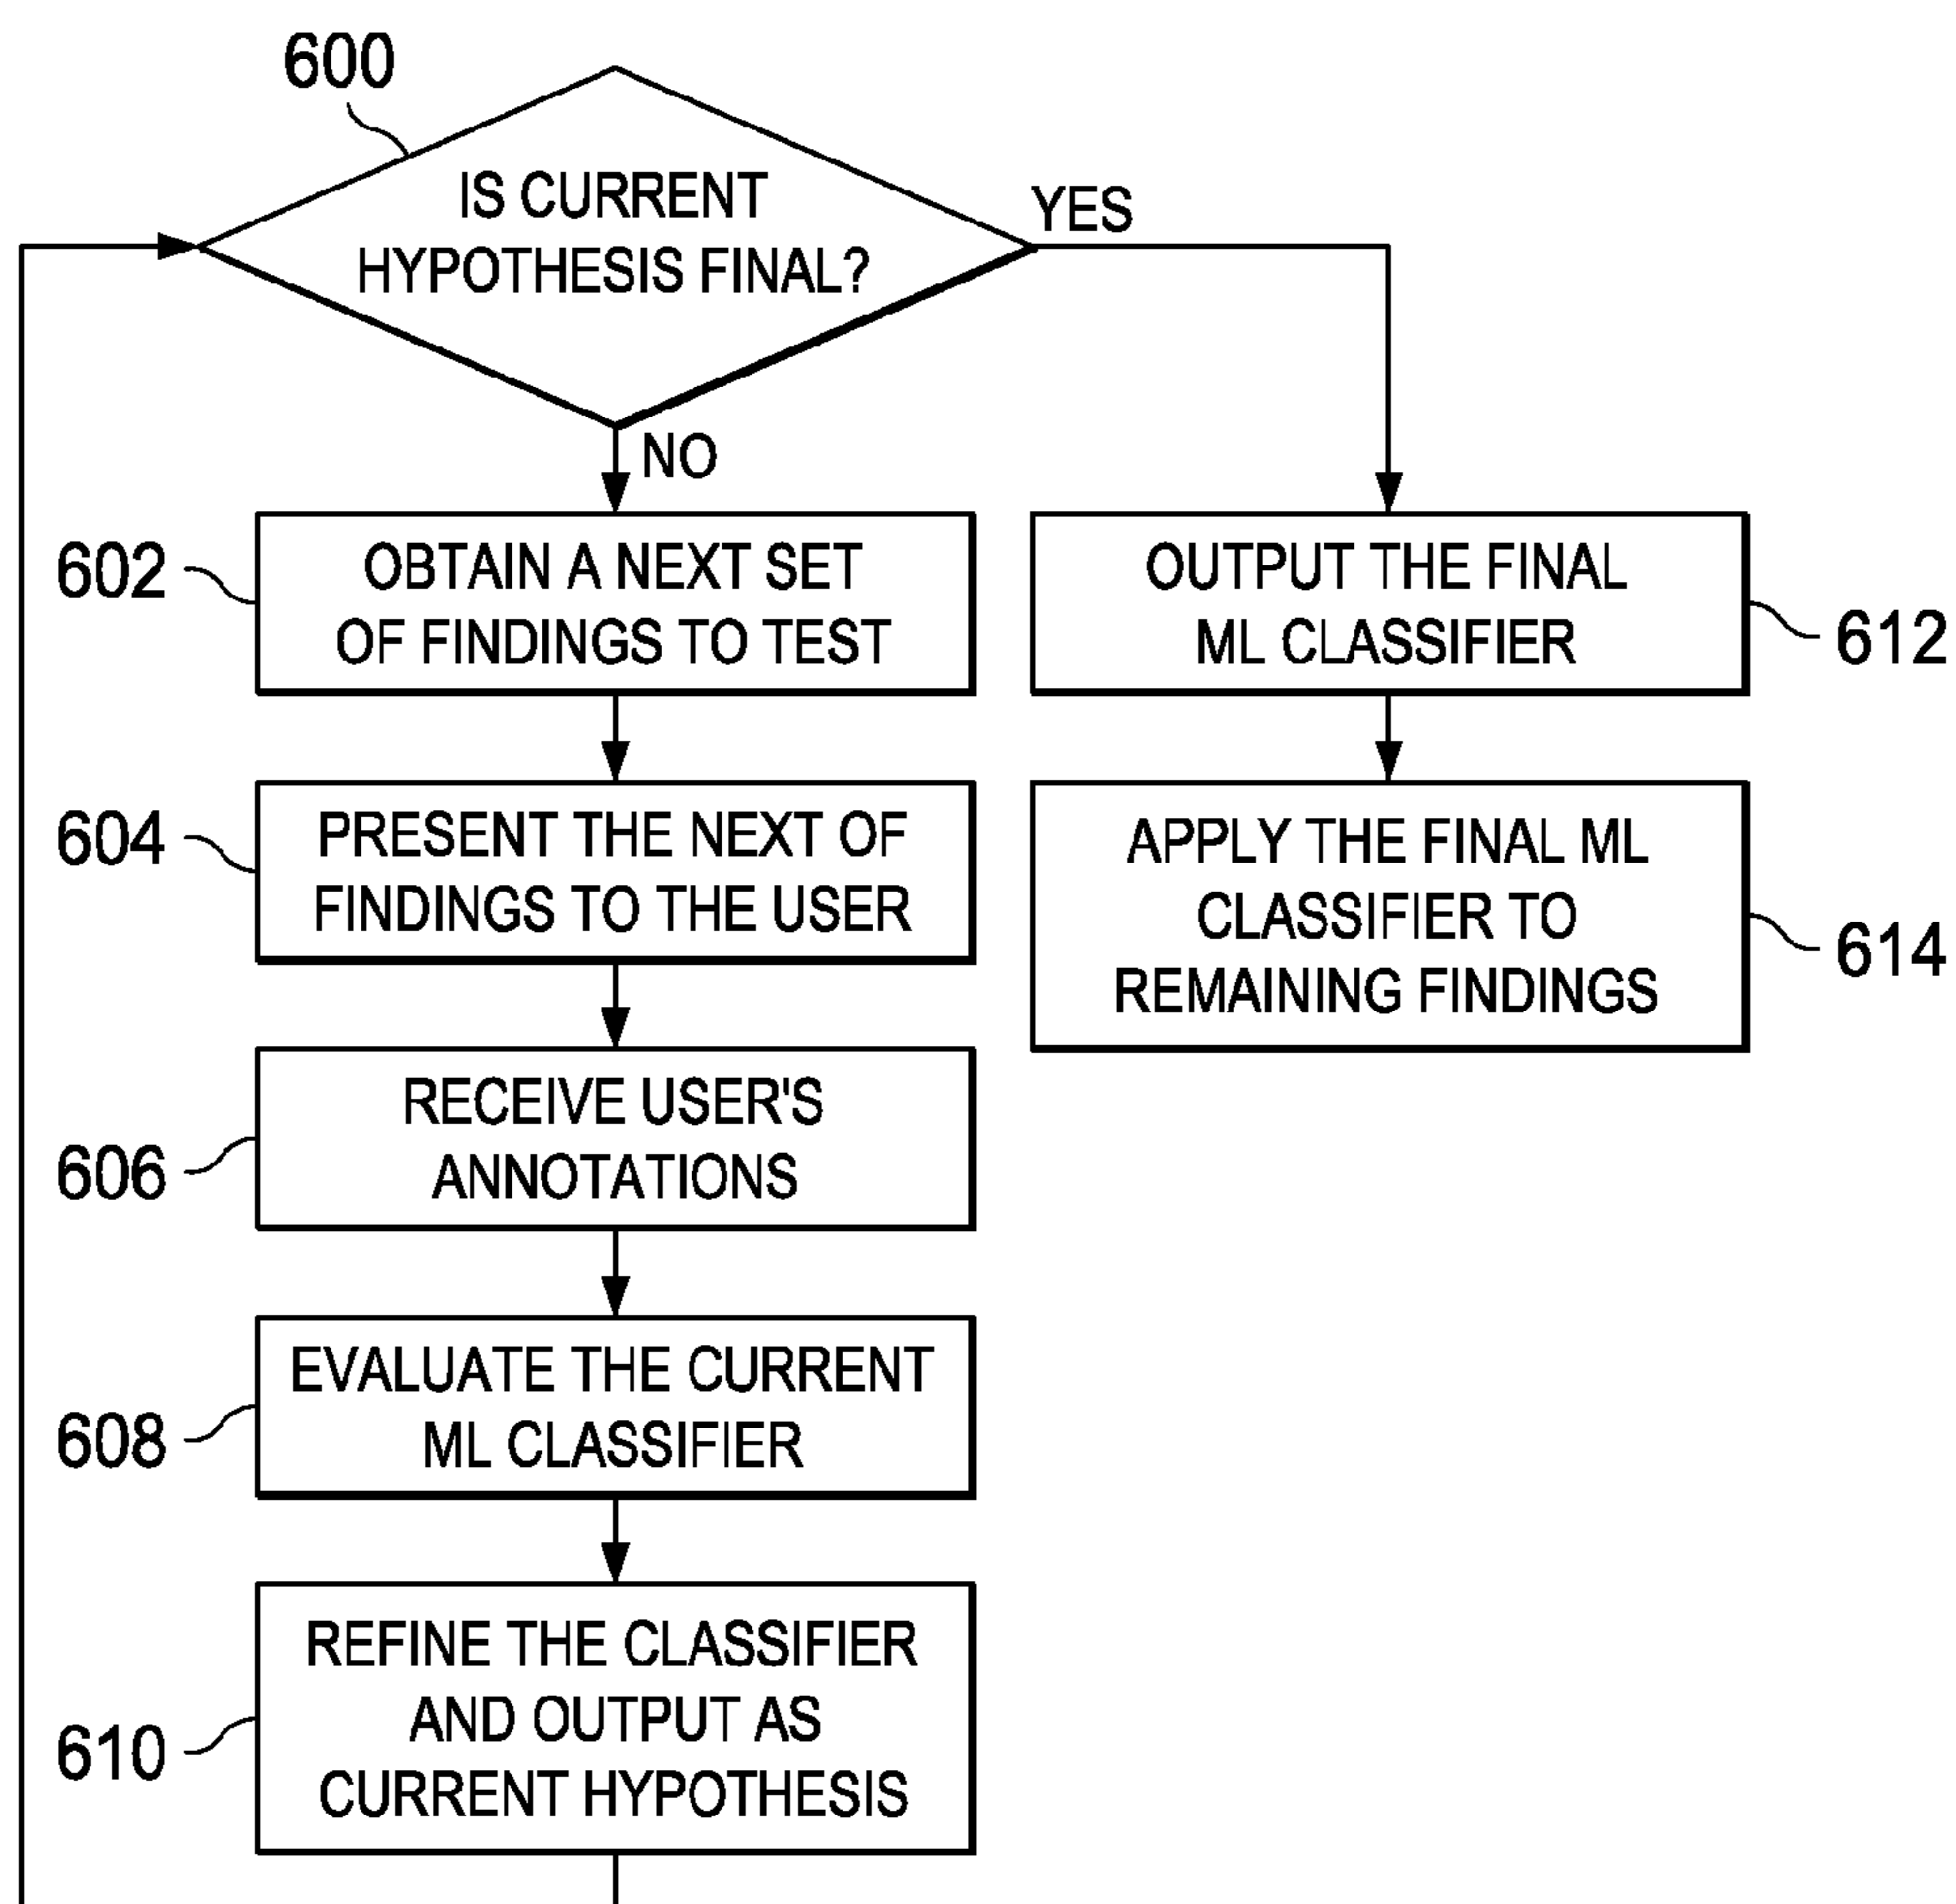 600
IS CURRENT
HYPOTHESIS FINAL?
YES
NO
602
OBTAIN A NEXT SET
OF FINDINGS TO TEST
OUTPUT THE FINAL
ML CLASSIFIER
612
604
PRESENT THE NEXT OF
FINDINGS TO THE USER
APPLY THE FINAL ML
CLASSIFIER TO
REMAINING FINDINGS
614
RECEIVE USER'S
ANNOTATIONS
606
EVALUATE THE CURRENT
ML CLASSIFIER
608
REFINE THE CLASSIFIER
AND OUTPUT AS
CURRENT HYPOTHESIS
610